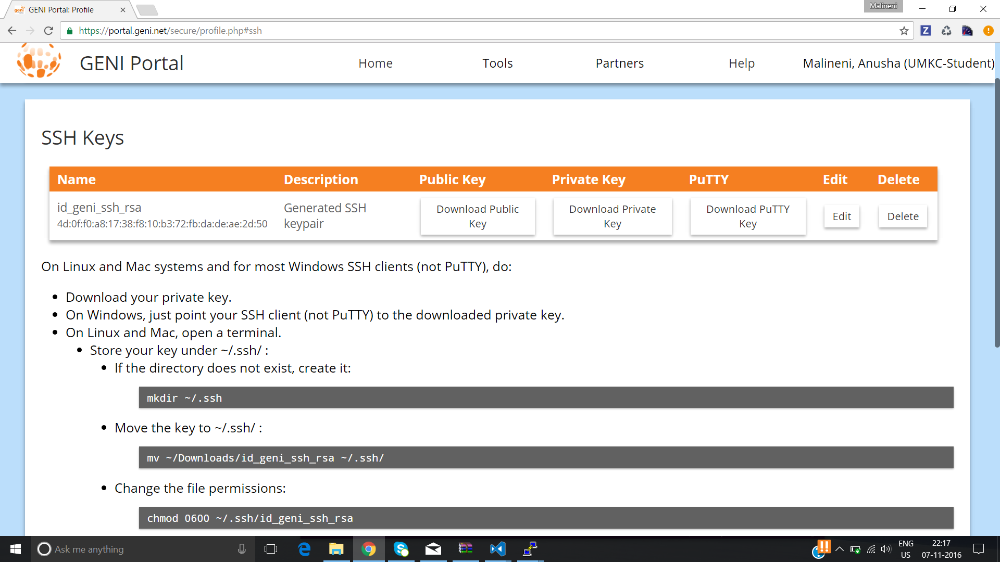 GENI Portal: Profile
Malineni
https://portal.geni.net/secure/profile.php#ssh
geni
GENI Portal
Home
Tools
Partners
Help
Malineni, Anusha (UMKC-Student)
SSH Keys
Name Description Public Key Private Key PuTTY Edit Delete
id_geni_ssh_rsa
4d:0f:f0:a8:17:38:f8:10:b3:72:fb:da:de:ae:2d:50
Generated SSH
keypair
Download Public
Key
Download Private
Key
Download PuTTY
Key
Edit
Delete
On Linux and Mac systems and for most Windows SSH clients (not PuTTY), do:
Download your private key.
On Windows, just point your SSH client (not PuTTY) to the downloaded private key.
On Linux and Mac, open a terminal.
Store your key under ~/.ssh/ :
If the directory does not exist, create it:
mkdir ~/.ssh
Move the key to ~/.ssh/ :
mv ~/Downloads/id_geni_ssh_rsa ~/.ssh/
Change the file permissions:
chmod 0600 ~/.ssh/id_geni_ssh_rsa
Ask me anything
ENG
US
22:17
07-11-2016